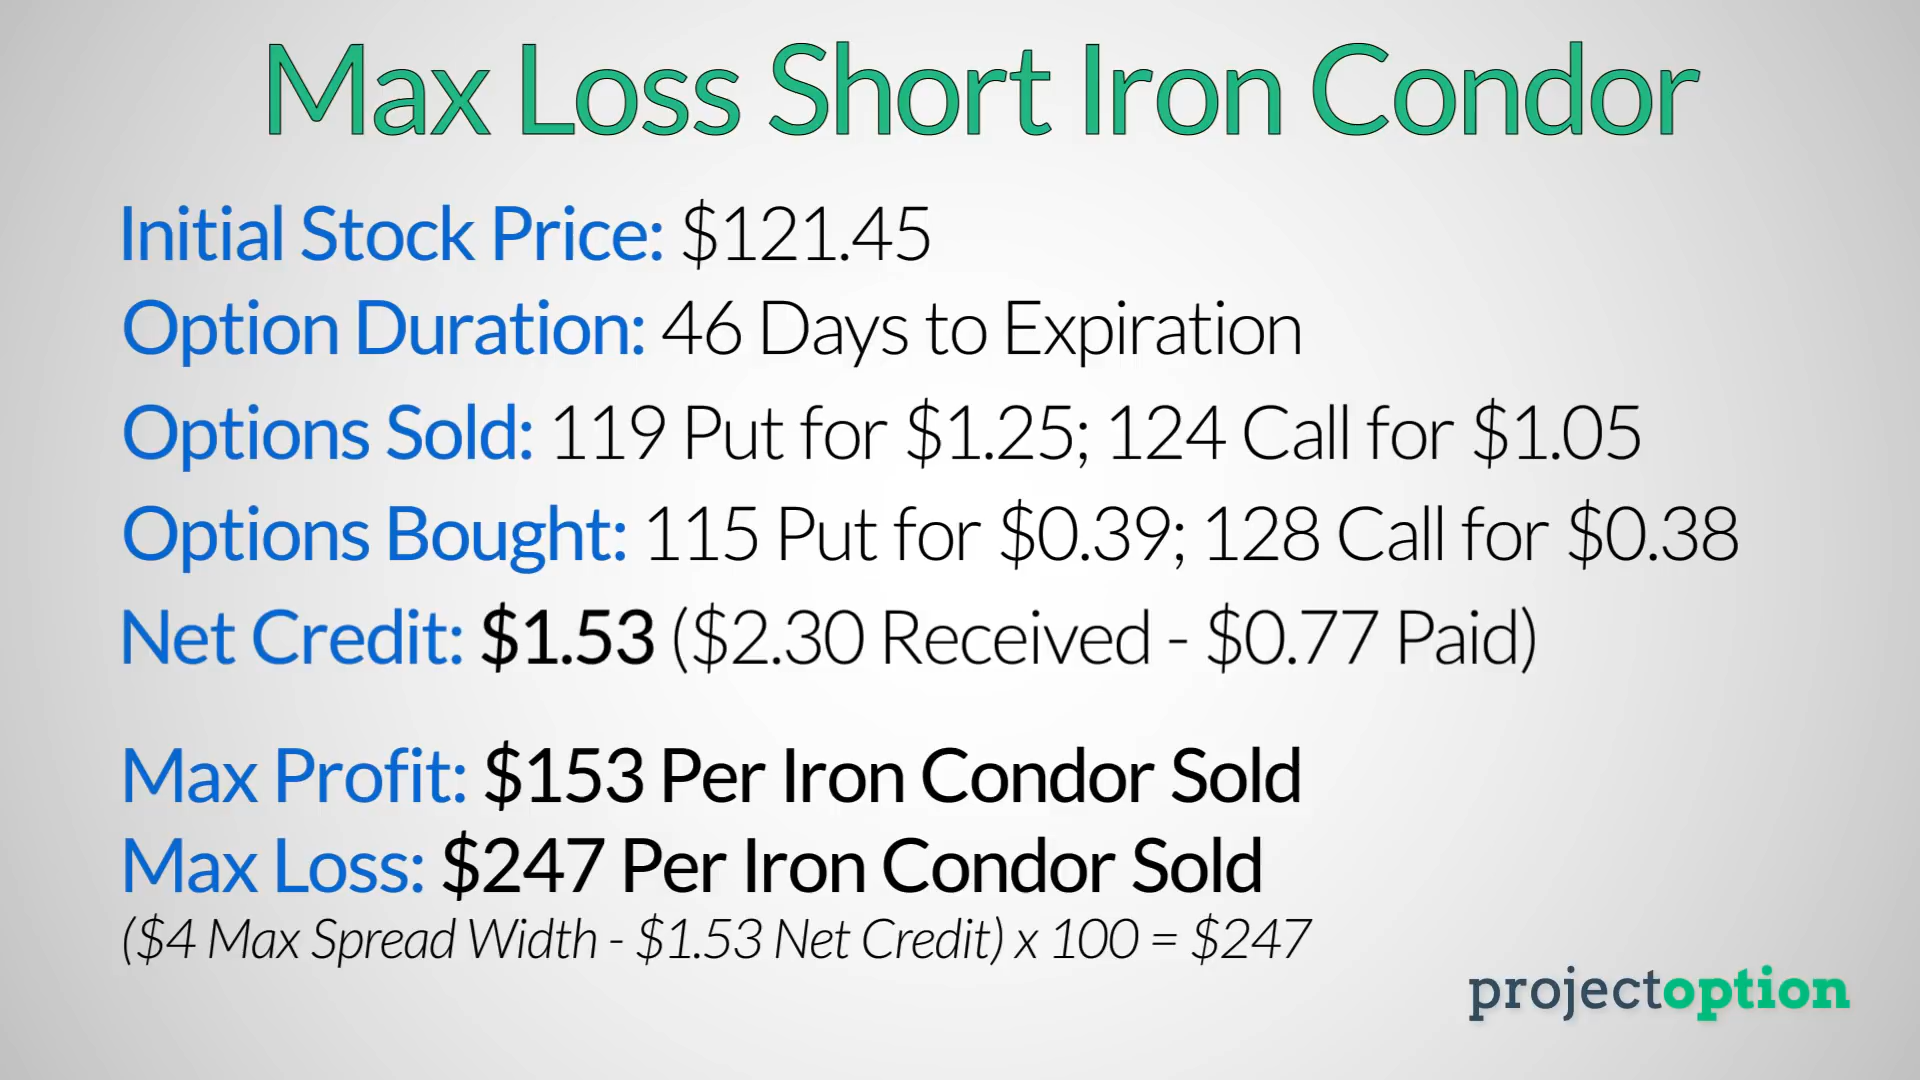 Max Loss Short Iron Condor
Initial Stock Price: $121.45
Option Duration: 46 Days to Expiration
Options Sold: 119 Put for $1.25; 124 Call for $1.05
Options Bought: 115 Put for $0.39; 128 Call for $0.38
Net Credit: $1.53 ($2.30 Received - $0.77 Paid)
Max Profit: $153 Per Iron Condor Sold
Max Loss: $247 Per Iron Condor Sold
($4 Max Spread Width - $1.53 Net Credit) x 100 = $247
projectoption